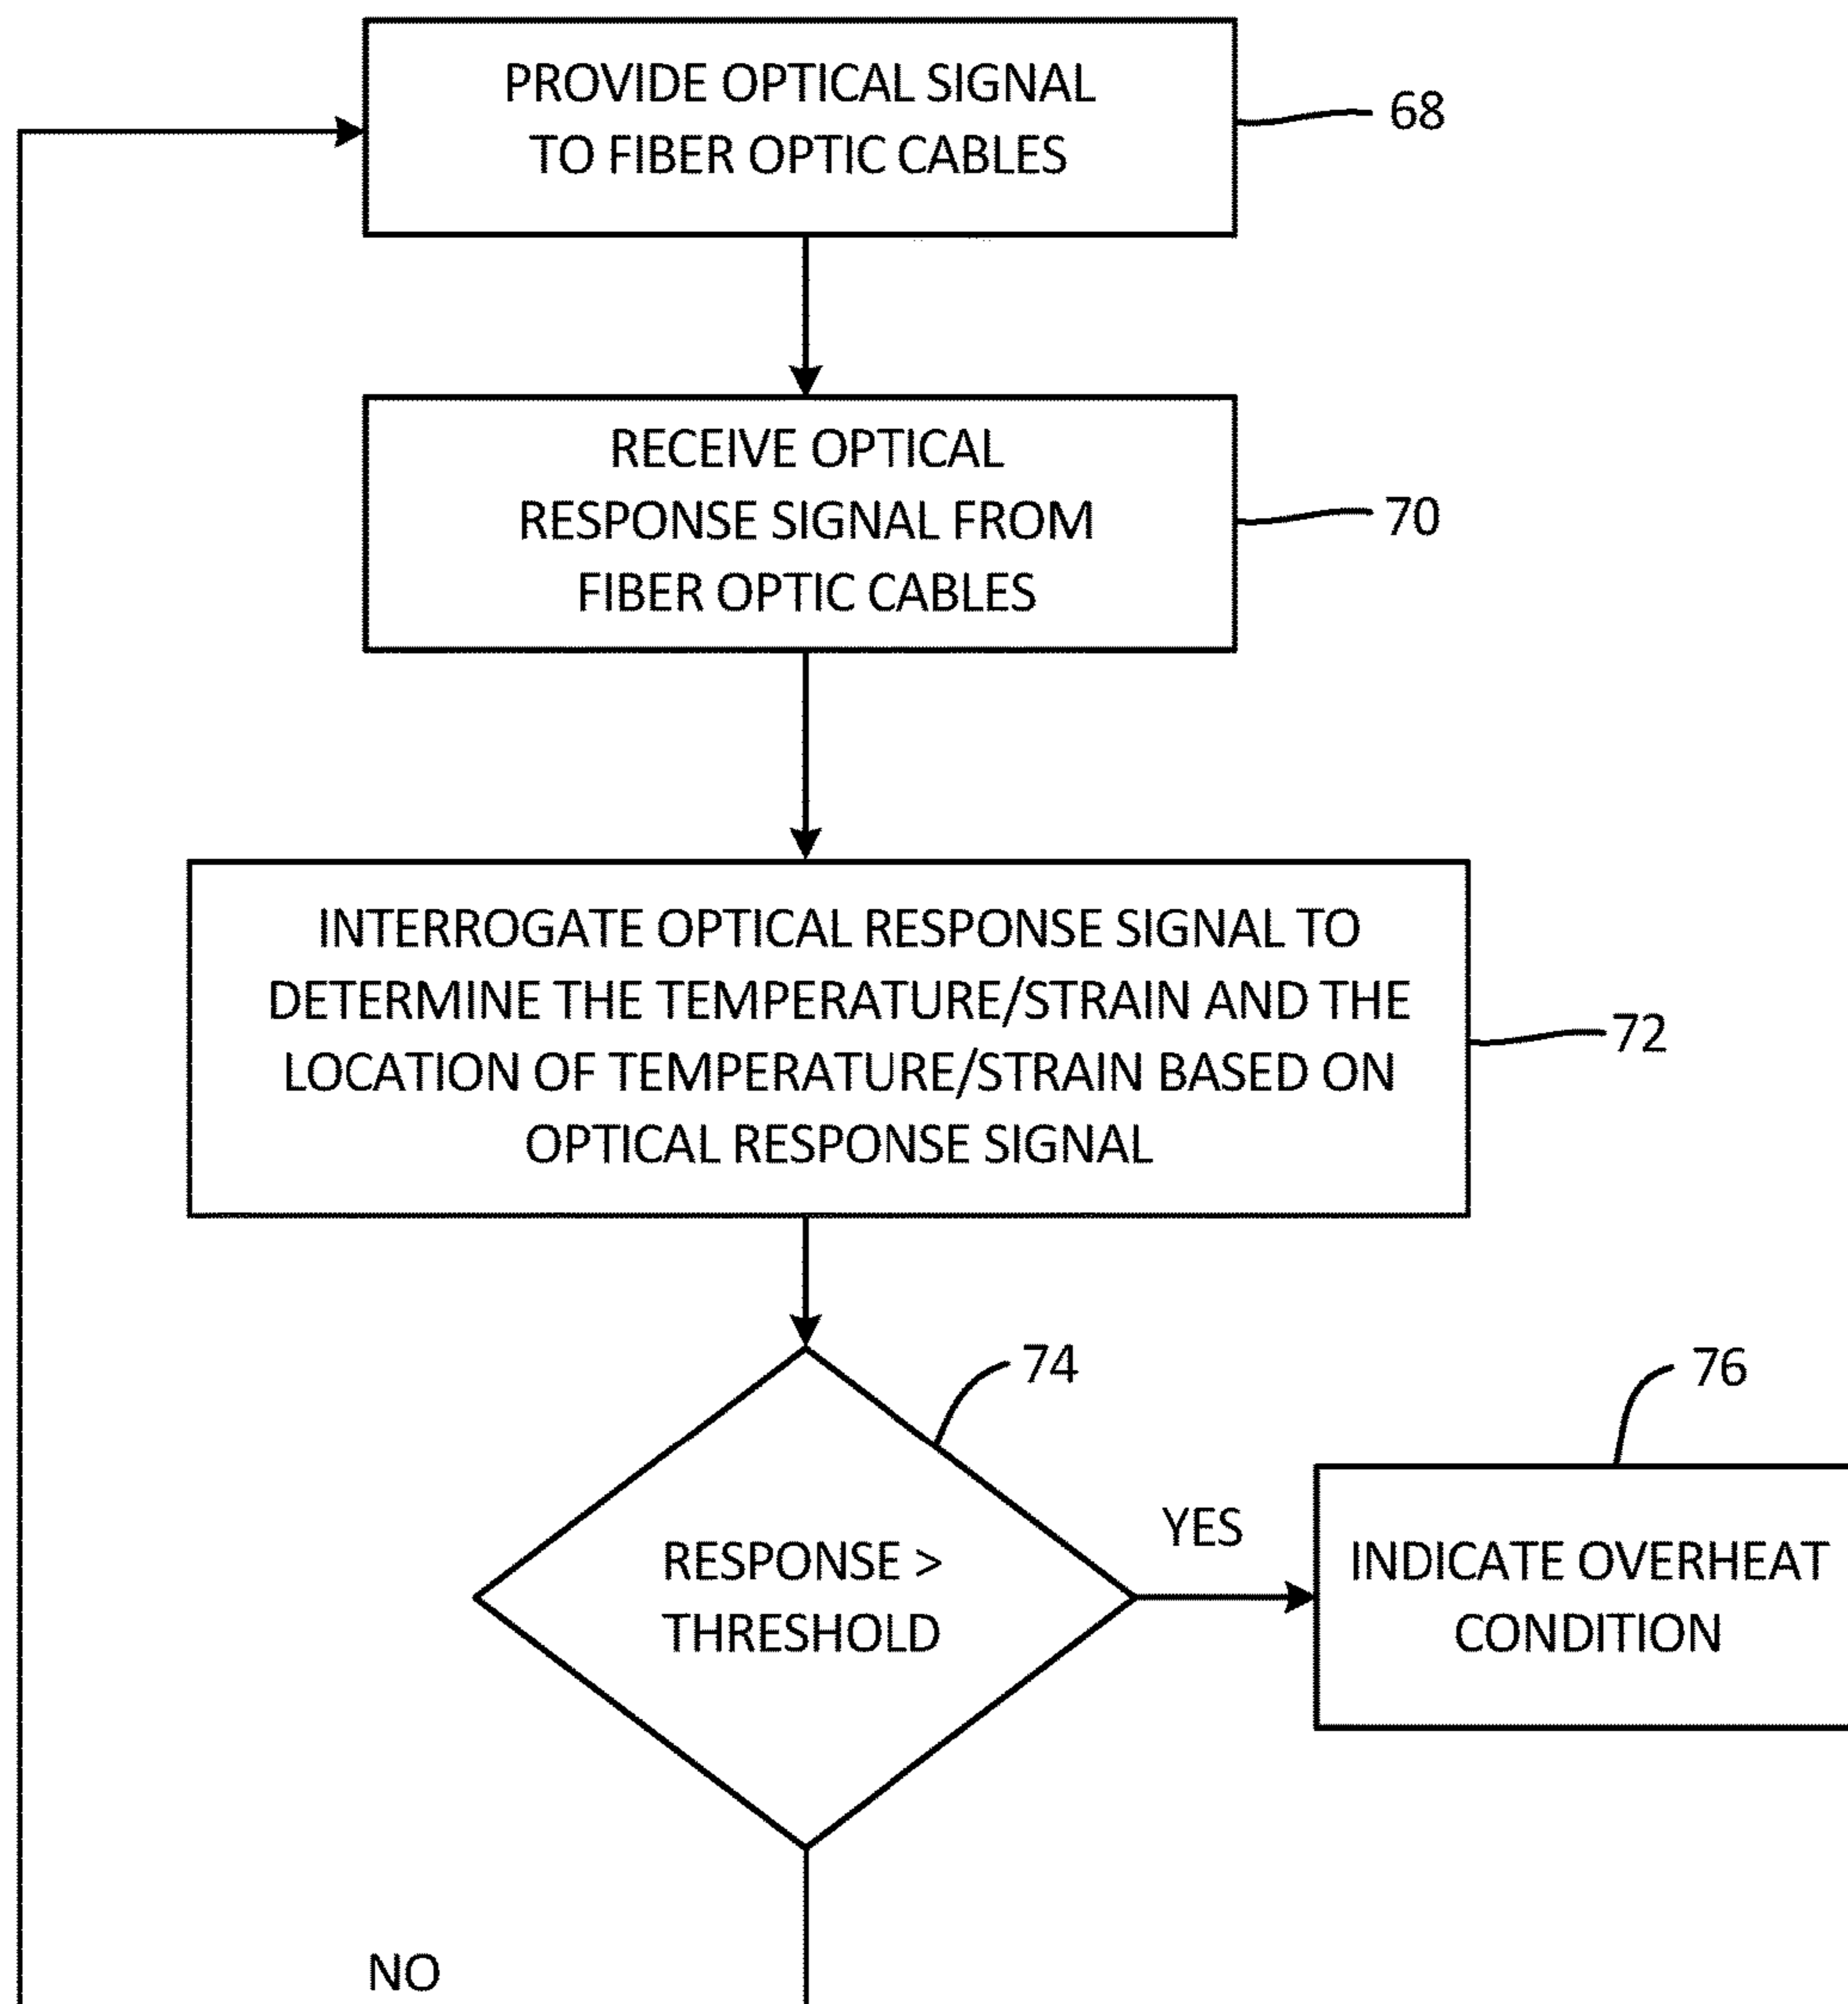 PROVIDE OPTICAL SIGNAL
TO FIBER OPTIC CABLES
68
RECEIVE OPTICAL
RESPONSE SIGNAL FROM
FIBER OPTIC CABLES
70
INTERROGATE OPTICAL RESPONSE SIGNAL TO
DETERMINE THE TEMPERATURE/STRAIN AND THE
LOCATION OF TEMPERATURE/STRAIN BASED ON
OPTICAL RESPONSE SIGNAL
72
74
RESPONSE >
THRESHOLD
YES
76
INDICATE OVERHEAT
CONDITION
NO